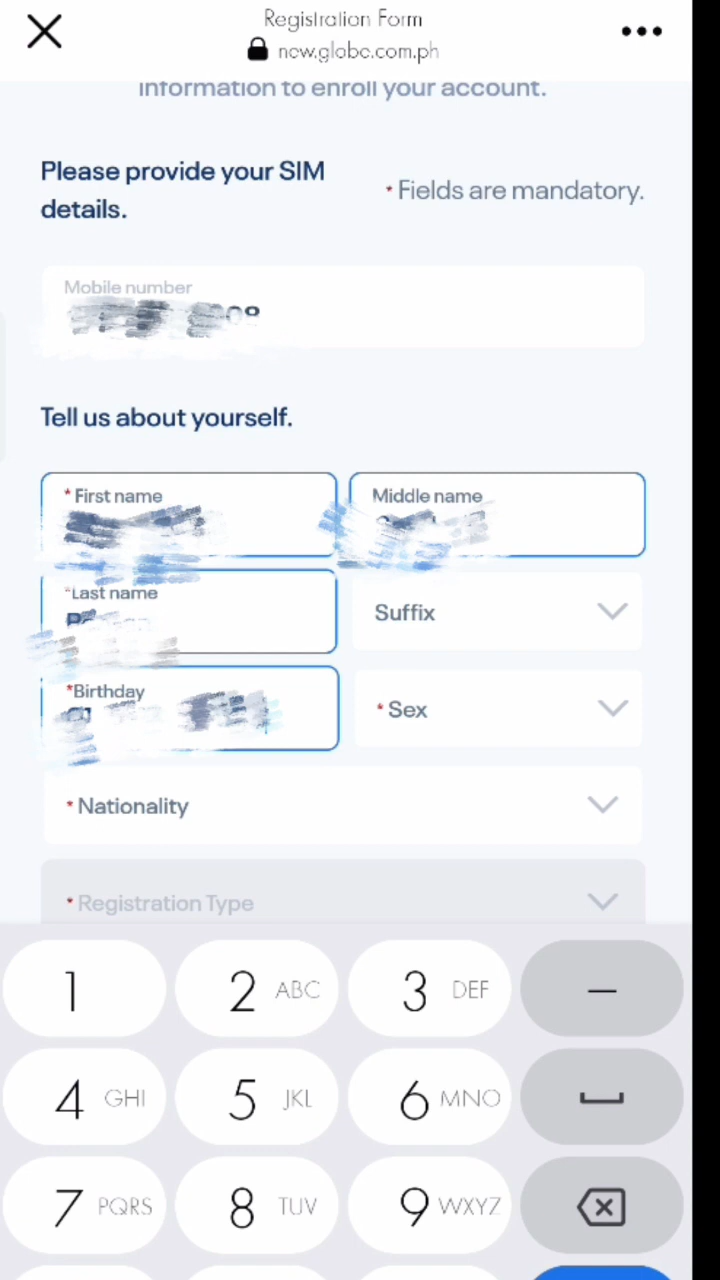 Registration Form
new.globe.com.ph
information to enroll your account.
Please provide your SIM
details.
* Fields are mandatory.
Mobile number
Tell us about yourself.
* First name
Middle name
*Last name
Suffix
*Birthday
* Sex
* Nationality
* Registration Type
1
2 ABC
3 DEF
–
4 GHI
5 JKL
6 MNO
7 PQRS
8 TUV
9 WXYZ